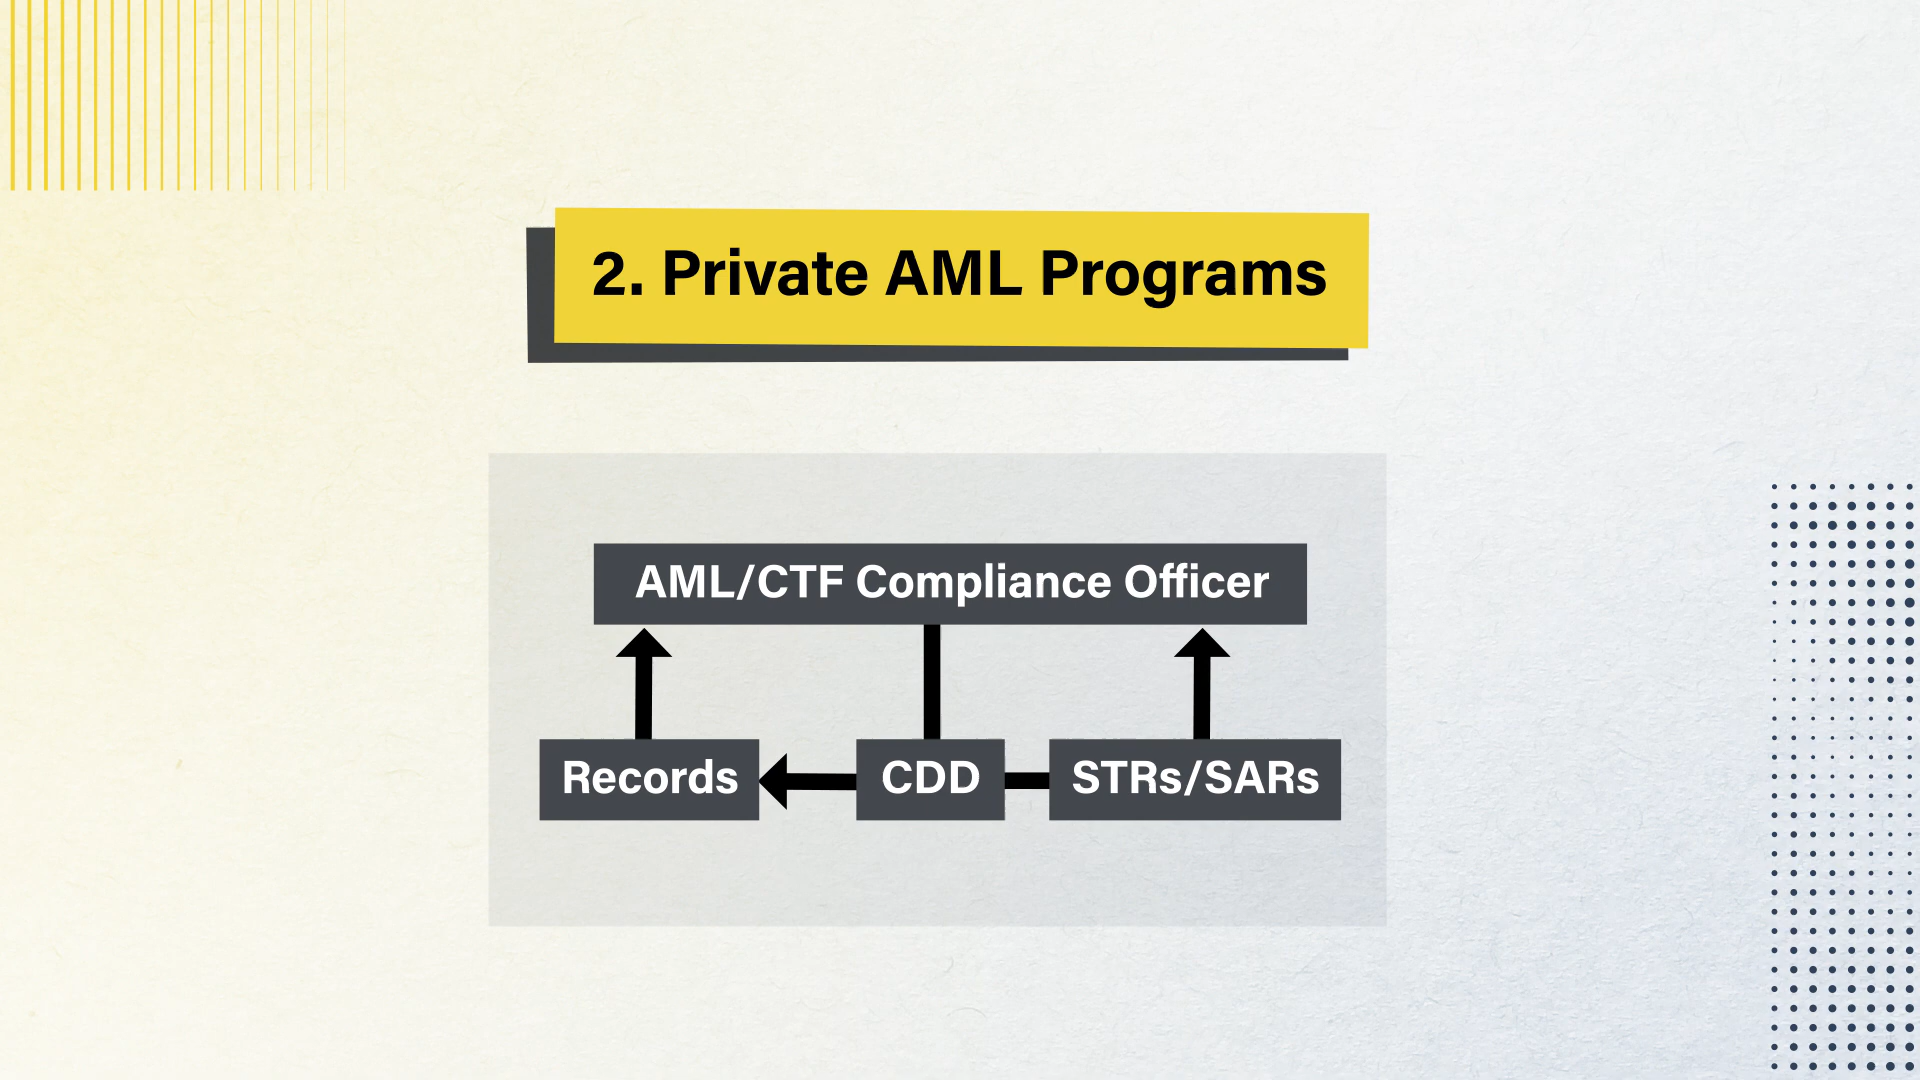 2. Private AML Programs
AML/CTF Compliance Officer
Records
CDD
STRs/SARs